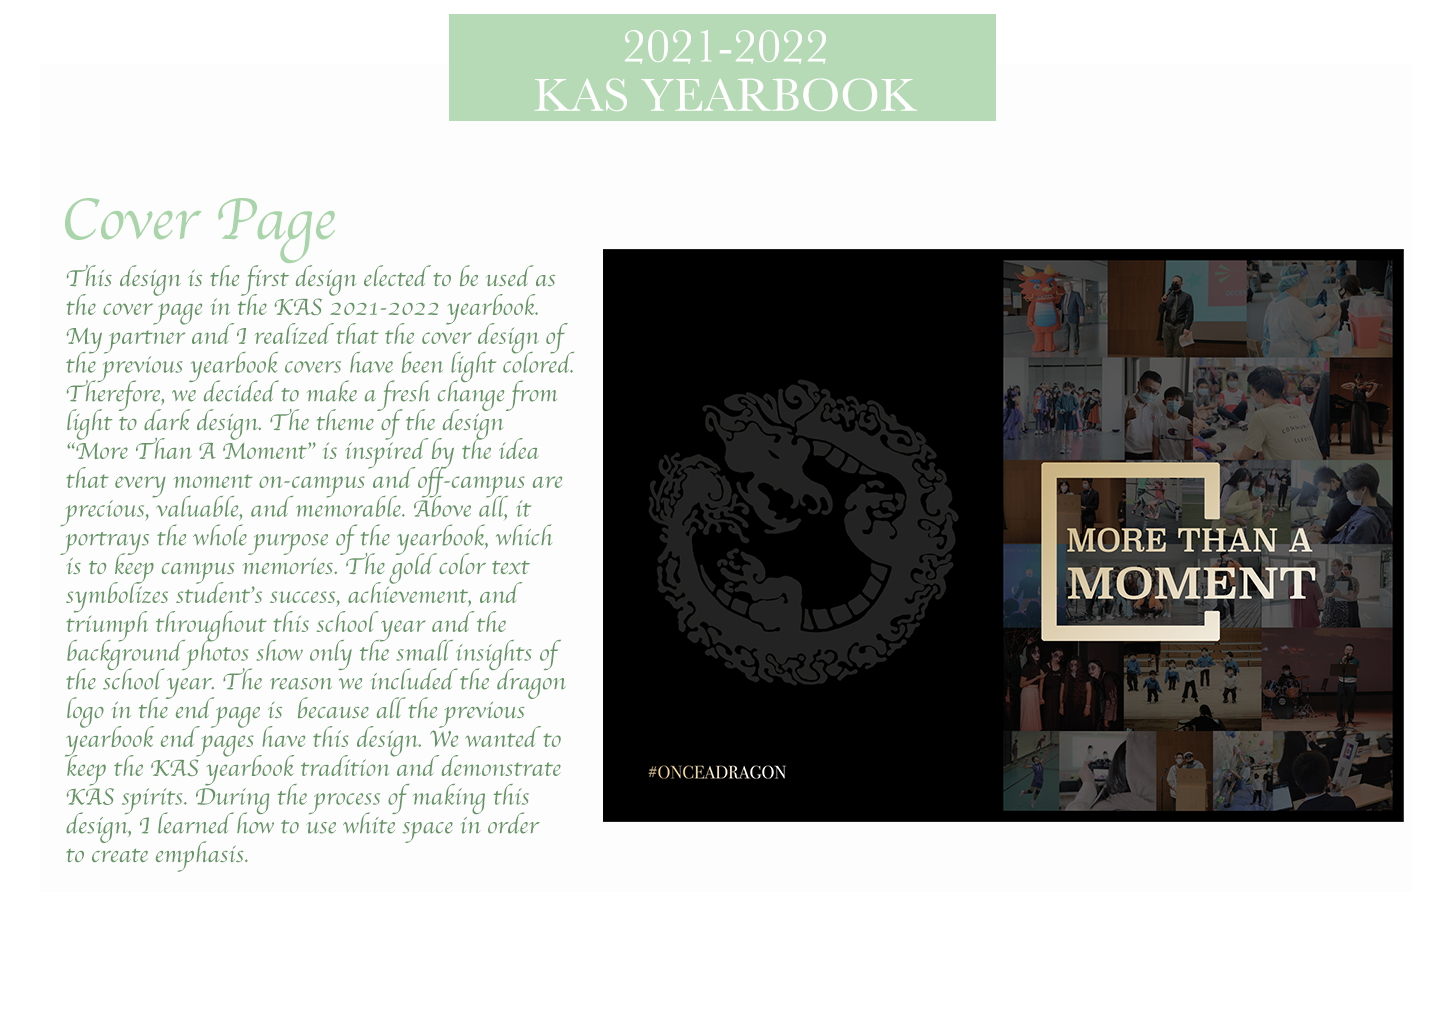 2021-2022
KAS YEARBOOK
Cover Page
This design is the first design elected to be used as
the cover page in the KAS 2021-2022 yearbook.
My partner and I realized that the cover design of
the previous yearbook covers have been light colored.
Therefore, we decided to make a fresh change from
light to dark design. The theme of the design
“More Than A Moment” is inspired by the idea
that every moment on-campus and off-campus are
precious, valuable, and memorable. Above all, it
portrays the whole purpose of the yearbook, which
is to keep campus memories. The gold color text
symbolizes student's success, achievement, and
triumph throughout this school year and the
background photos show only the small insights of
the school year. The reason we included the dragon
logo in the end page is  because all the previous
yearbook end pages have this design. We wanted to
keep the KAS yearbook tradition and demonstrate
KAS spirits. During the process of making this
design, I learned how to use white space in order
to create emphasis.
#ONCEADRAGON
MORE THAN A
MOMENT